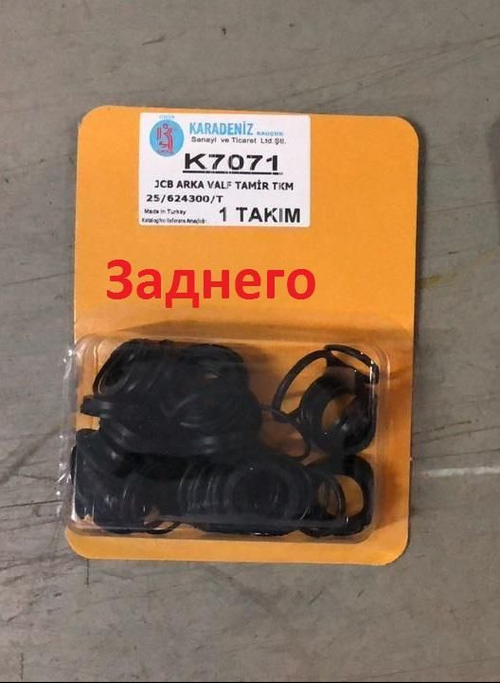 KARADENİZ KAUÇUK
Sanayi ve Ticaret Ltd.Şti.
K7071
JCB ARKA VALF TAMİR TKM
25/624300/T
Made in Turkey
1 TAKIM
Заднего